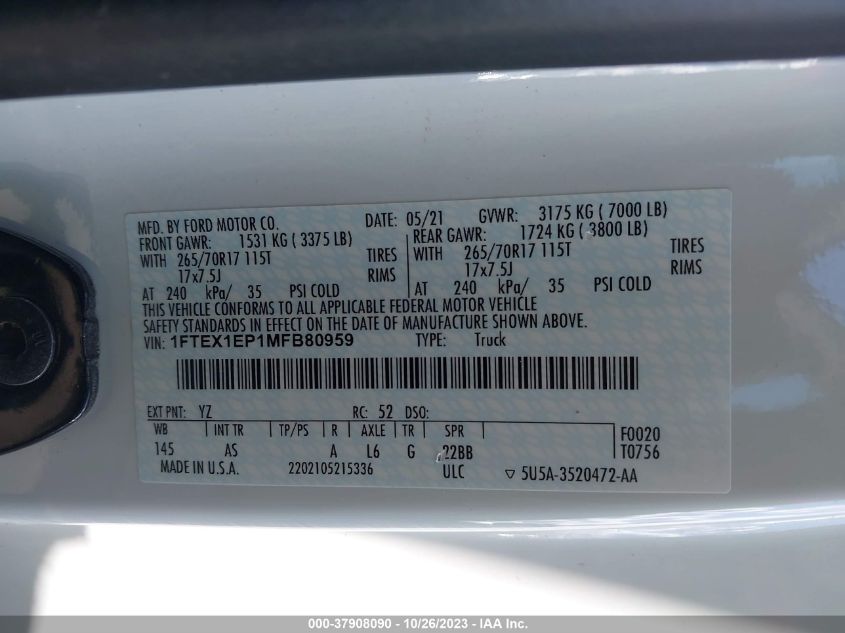 MFD. BY FORD MOTOR CO. DATE: 05/21 GVWR: 3175 KG ( 7000 LB)
FRONT GAWR: 1531 KG ( 3375 LB) REAR GAWR: 1724 KG ( 3800 LB)
WITH 265/70R17 115T TIRES WITH 265/70R17 115T TIRES
17x7.5J RIMS 17x7.5J RIMS
AT 240 kPa/ 35 PSI COLD AT 240 kPa/ 35 PSI COLD
THIS VEHICLE CONFORMS TO ALL APPLICABLE FEDERAL MOTOR VEHICLE
SAFETY STANDARDS IN EFFECT ON THE DATE OF MANUFACTURE SHOWN ABOVE.
VIN: 1FTEX1EP1MFB80959 TYPE: Truck
EXT PNT: YZ RC: 52 DSO:
WB INT TR TP/PS R AXLE TR SPR F0020
145 AS A L6 G 22BB T0756
MADE IN U.S.A. 2202105215336 ULC ▽ 5U5A-3520472-AA
000-37908090 - 10/26/2023 - IAA Inc.